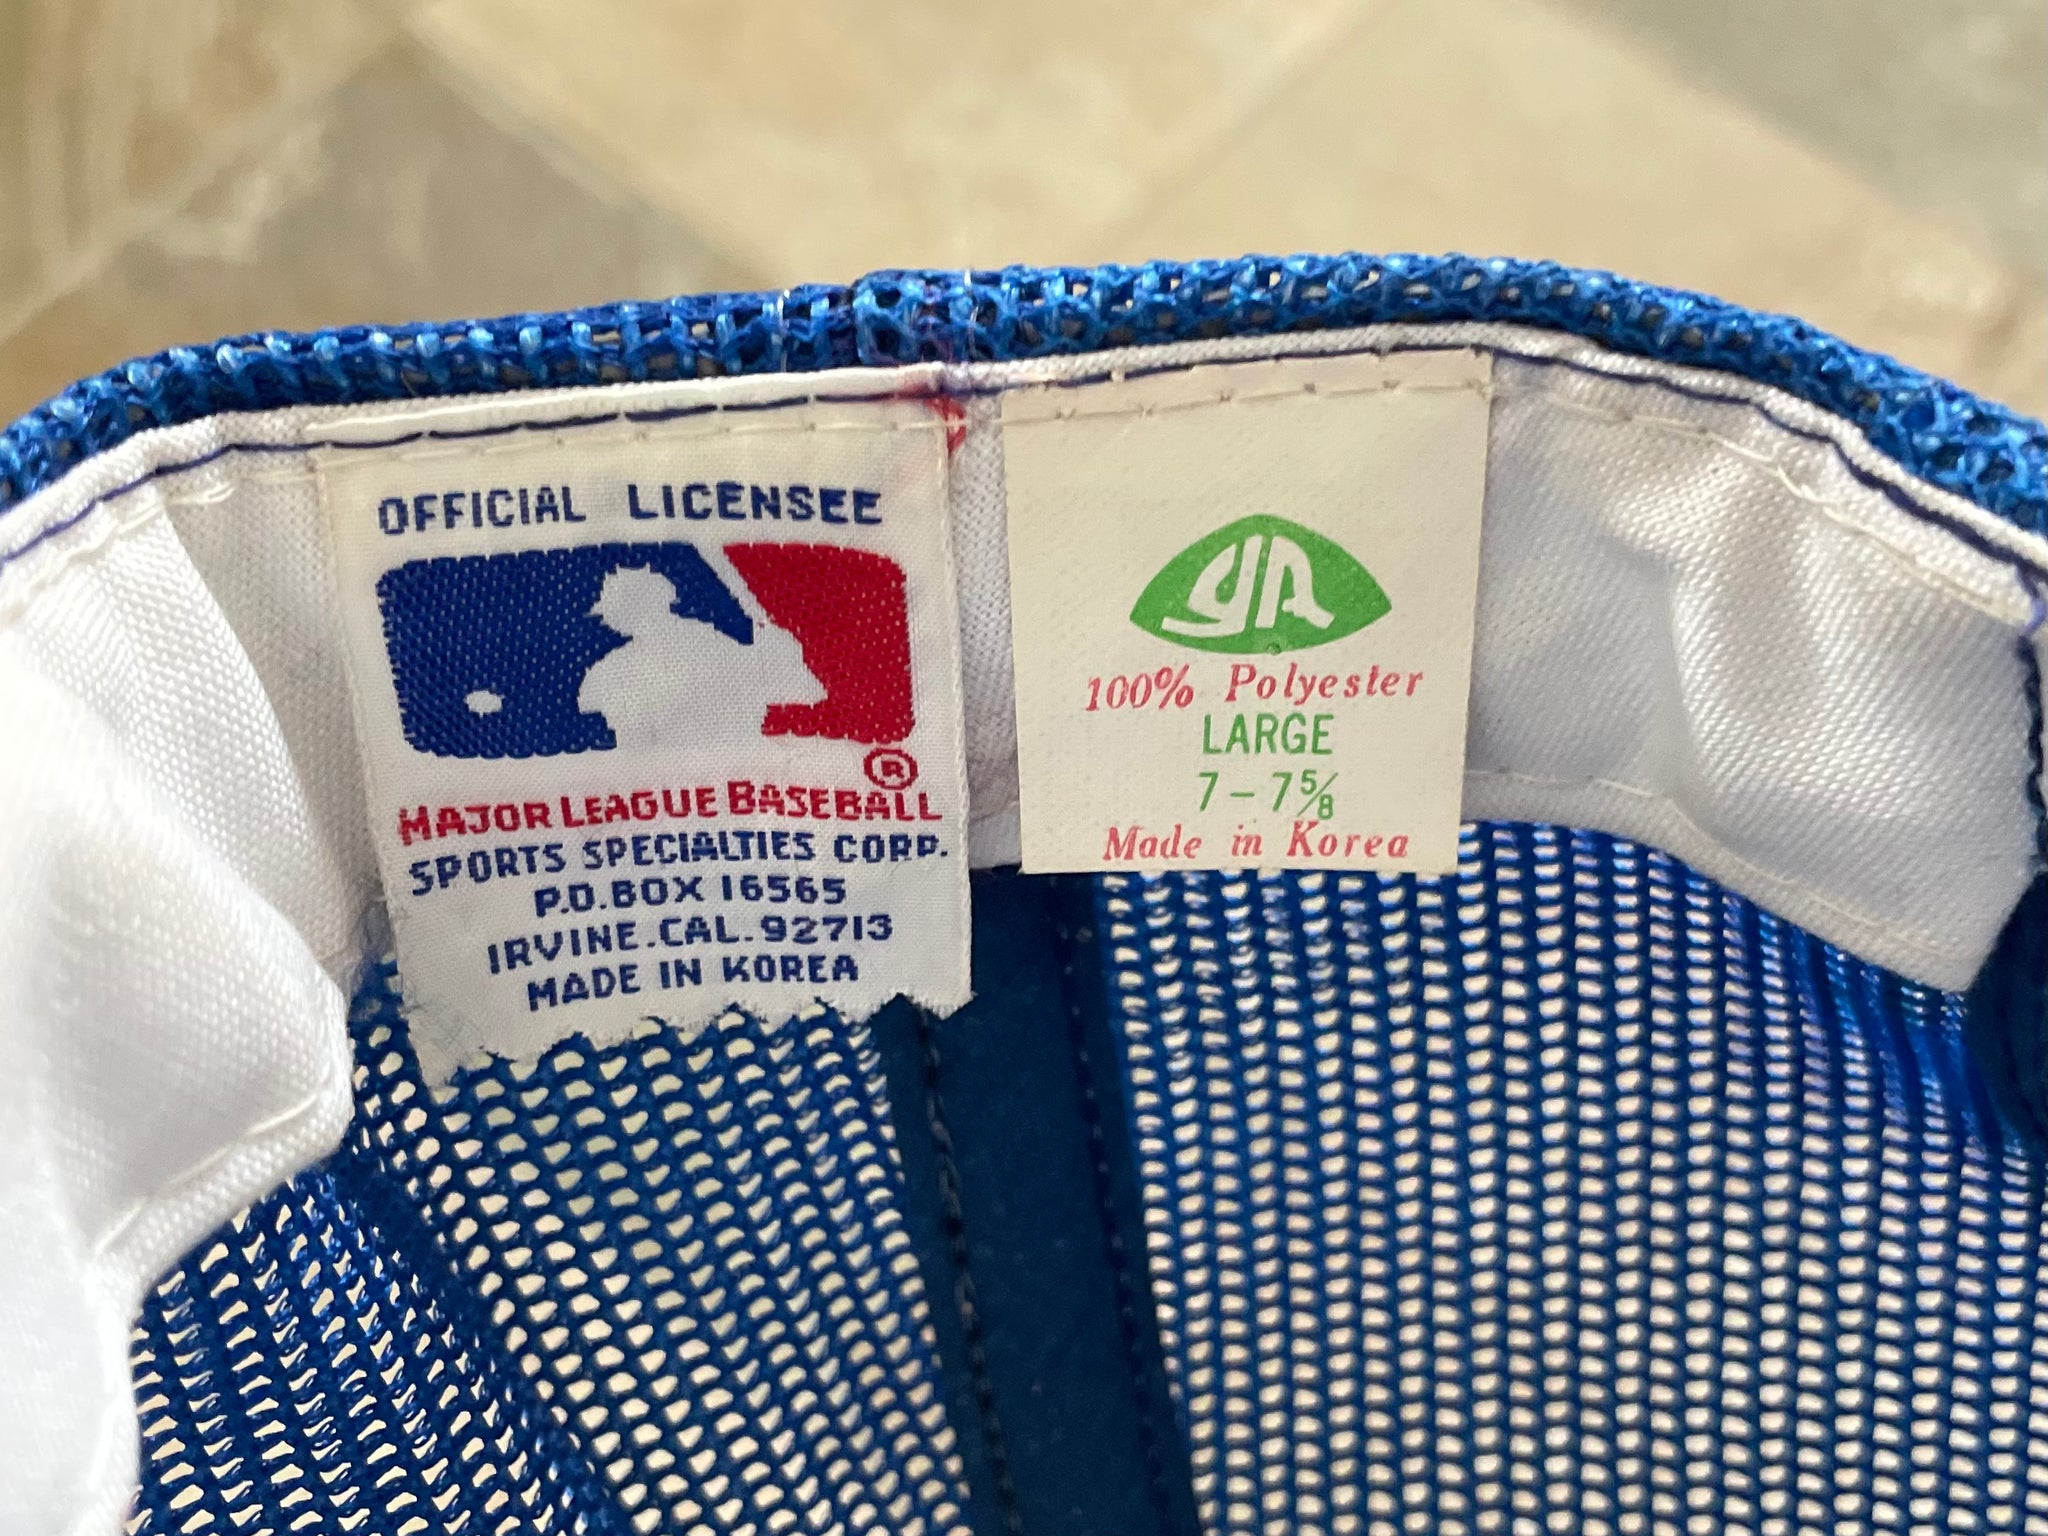 OFFICIAL LICENSEE
®
MAJOR LEAGUE BASEBALL
SPORTS SPECIALTIES CORP.
P.O.BOX 16565
IRVINE.CAL.92713
MADE IN KOREA
YA
100% Polyester
LARGE
7-7⅝
Made in Korea